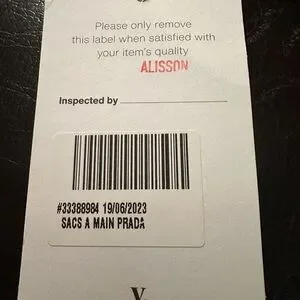 Please only remove
this label when satisfied with
your item's quality
ALISSON
Inspected by
#33388984 19/06/2023
SACS A MAIN PRADA
V